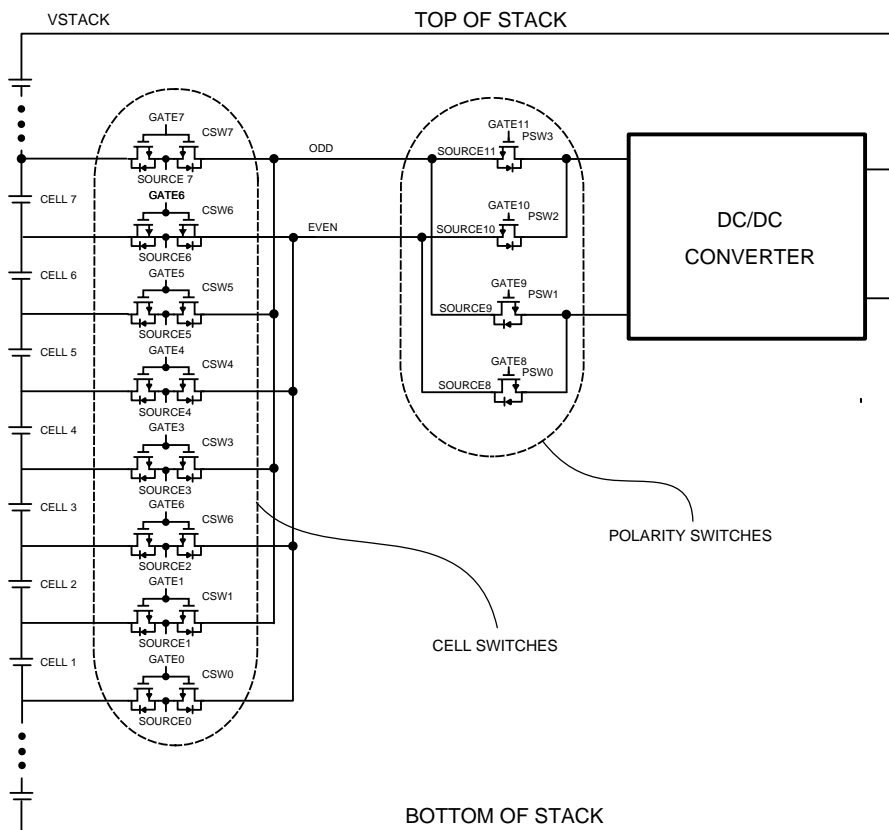 VSTACK
TOP OF STACK
GATE7
CSW7
SOURCE 7
ODD
GATE11
PSW3
SOURCE11
CELL 7
GATE6
CSW6
SOURCE6
EVEN
GATE10
PSW2
SOURCE10
DC/DC
CONVERTER
CELL 6
GATE5
CSW5
SOURCE5
GATE9
PSW1
SOURCE9
CELL 5
GATE4
CSW4
SOURCE4
GATE8
PSW0
SOURCE8
CELL 4
GATE3
CSW3
SOURCE3
CELL 3
GATE6
CSW6
SOURCE2
POLARITY SWITCHES
CELL 2
GATE1
CSW1
SOURCE1
CELL SWITCHES
CELL 1
GATE0
CSW0
SOURCE0
BOTTOM OF STACK